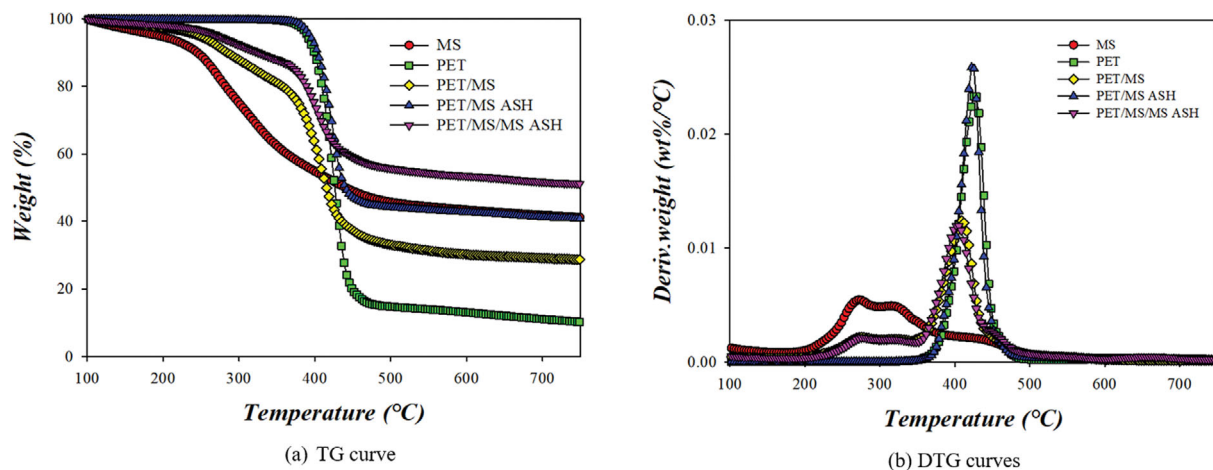 100
80
60
40
20
0
Weight (%)
MS
PET
PET/MS
PET/MS ASH
PET/MS/MS ASH
100 200 300 400 500 600 700
Temperature (°C)
(a) TG curve
0.03
0.02
0.01
0.00
Deriv.weight (wt%/°C)
MS
PET
PET/MS
PET/MS ASH
PET/MS/MS ASH
100 200 300 400 500 600 700
Temperature (°C)
(b) DTG curves